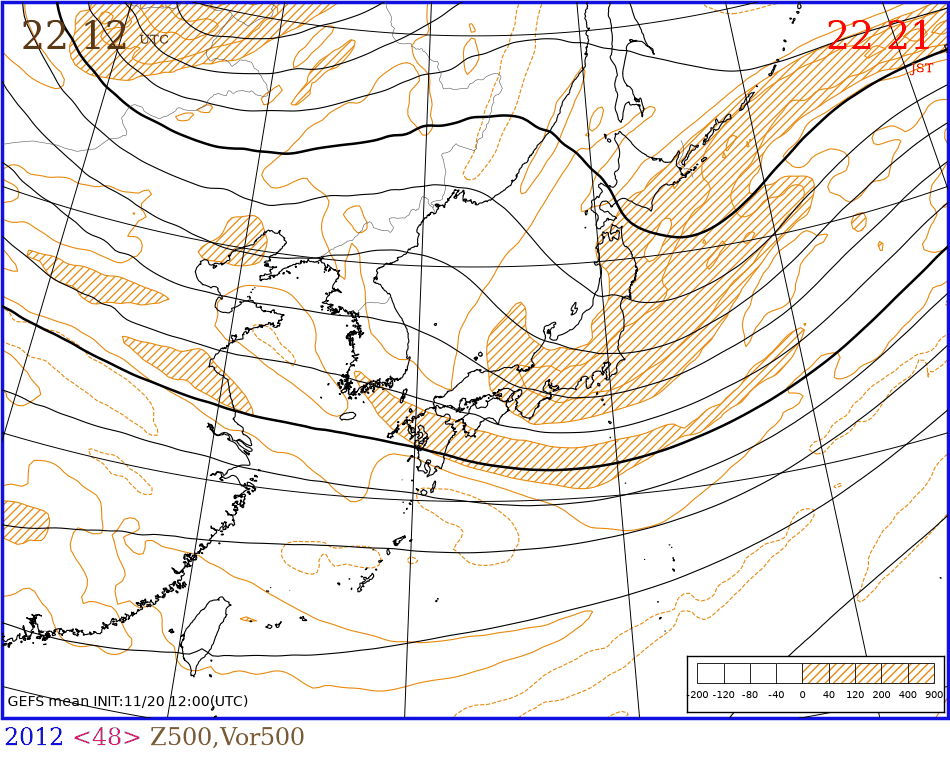 22 12 UTC
22 21
JST
-200 -120 -80 -40 0 40 120 200 400 900
GEFS mean INIT:11/20 12:00(UTC)
2012 <48> Z500,Vor500